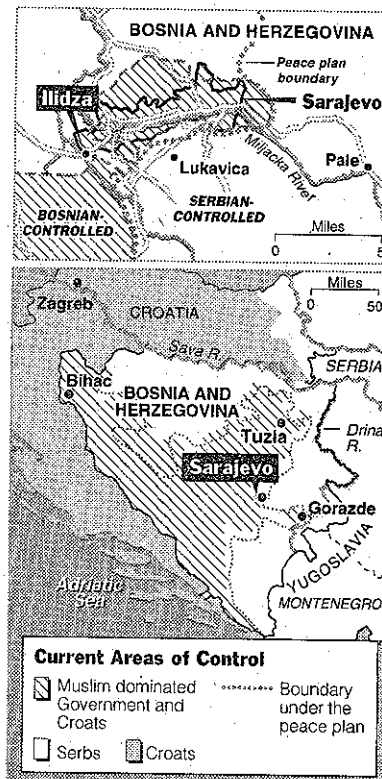 BOSNIA AND HERZEGOVINA
Peace plan
boundary
Ilidza
Sarajevo
Miljacka River
Lukavica
Pale
BOSNIAN-
CONTROLLED
SERBIAN-
CONTROLLED
Miles
0 5
Zagreb
CROATIA
Miles
0 50
Sava R.
SERBIA
Bihac
BOSNIA AND
HERZEGOVINA
Tuzla
Drina
R.
Sarajevo
Gorazde
YUGOSLAVIA
Adriatic
sea
MONTENEGRO
Current Areas of Control
Muslim dominated
Government and
Croats
Boundary
under the
peace plan
Serbs
Croats